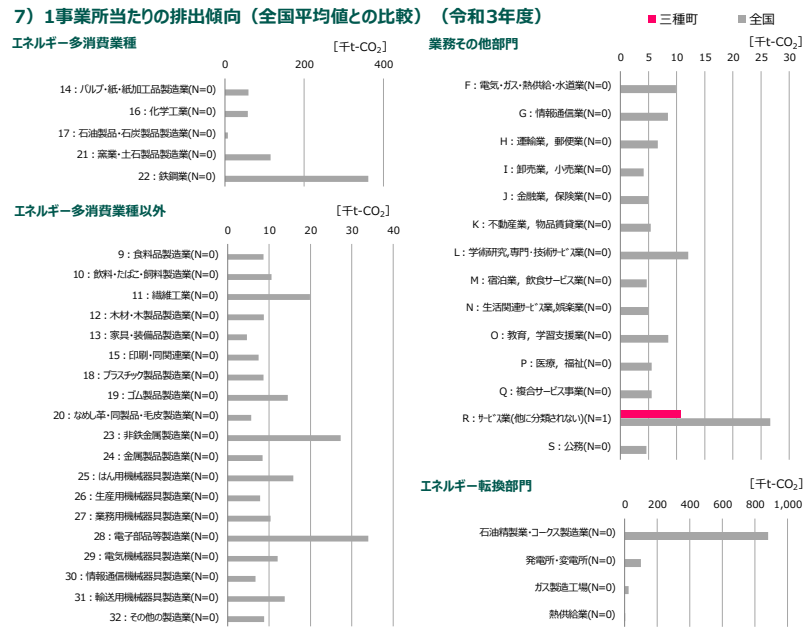 7）1事業所当たりの排出傾向（全国平均値との比較）（令和3年度）
三種町
全国
エネルギー多消費業種
[千t-CO₂]
0 200 400
14：パルプ・紙・紙加工品製造業(N=0)
16：化学工業(N=0)
17：石油製品・石炭製品製造業(N=0)
21：窯業・土石製品製造業(N=0)
22：鉄鋼業(N=0)
エネルギー多消費業種以外
[千t-CO₂]
0 10 20 30 40
9：食料品製造業(N=0)
10：飲料・たばこ・飼料製造業(N=0)
11：繊維工業(N=0)
12：木材・木製品製造業(N=0)
13：家具・装備品製造業(N=0)
15：印刷・同関連業(N=0)
18：プラスチック製品製造業(N=0)
19：ゴム製品製造業(N=0)
20：なめし革・同製品・毛皮製造業(N=0)
23：非鉄金属製造業(N=0)
24：金属製品製造業(N=0)
25：はん用機械器具製造業(N=0)
26：生産用機械器具製造業(N=0)
27：業務用機械器具製造業(N=0)
28：電子部品等製造業(N=0)
29：電気機械器具製造業(N=0)
30：情報通信機械器具製造業(N=0)
31：輸送用機械器具製造業(N=0)
32：その他の製造業(N=0)
業務その他部門
[千t-CO₂]
0 5 10 15 20 25 30
F：電気・ガス・熱供給・水道業(N=0)
G：情報通信業(N=0)
H：運輸業，郵便業(N=0)
I：卸売業，小売業(N=0)
J：金融業，保険業(N=0)
K：不動産業，物品賃貸業(N=0)
L：学術研究,専門・技術ｻｰﾋﾞｽ業(N=0)
M：宿泊業，飲食サービス業(N=0)
N：生活関連ｻｰﾋﾞｽ業,娯楽業(N=0)
O：教育，学習支援業(N=0)
P：医療，福祉(N=0)
Q：複合サービス事業(N=0)
R：ｻｰﾋﾞｽ業(他に分類されない)(N=1)
S：公務(N=0)
エネルギー転換部門
[千t-CO₂]
0 200 400 600 800 1,000
石油精製業・コークス製造業(N=0)
発電所・変電所(N=0)
ガス製造工場(N=0)
熱供給業(N=0)